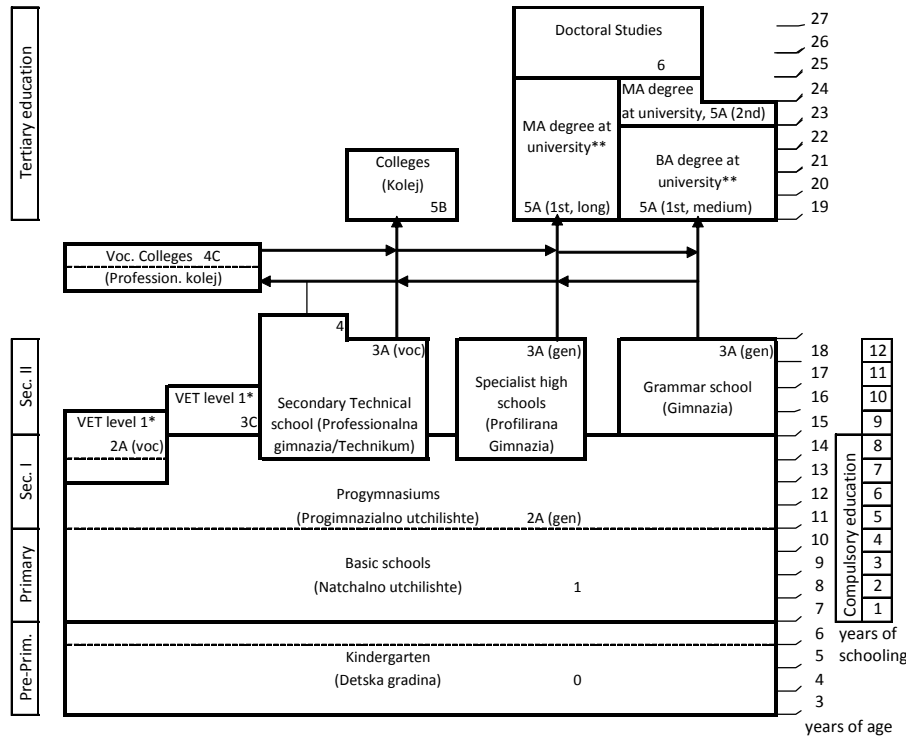 Tertiary education
Doctoral Studies
6
MA degree at
university**
5A (1st, long)
MA degree
at university, 5A (2nd)
BA degree at
university**
5A (1st, medium)
Colleges
(Kolej)
5B
Voc. Colleges 4C
(Profession. kolej)
27
26
25
24
23
22
21
20
19
Sec. II
VET level 1*
2A (voc)
VET level 1*
3C
4
3A (voc)
Secondary Technical
school (Professionalna
gimnazia/Technikum)
3A (gen)
Specialist high
schools
(Profilirana
Gimnazia)
3A (gen)
Grammar school
(Gimnazia)
18
17
16
15
12
11
10
9
Sec. I
Progymnasiums
(Progimnazialno utchilishte) 2A (gen)
14
13
12
11
Primary
Basic schools
(Natchalno utchilishte) 1
10
9
8
7
Compulsory education
8
7
6
5
4
3
2
1
years of
schooling
Pre-Prim.
Kindergarten
(Detska gradina) 0
6
5
4
3
years of age